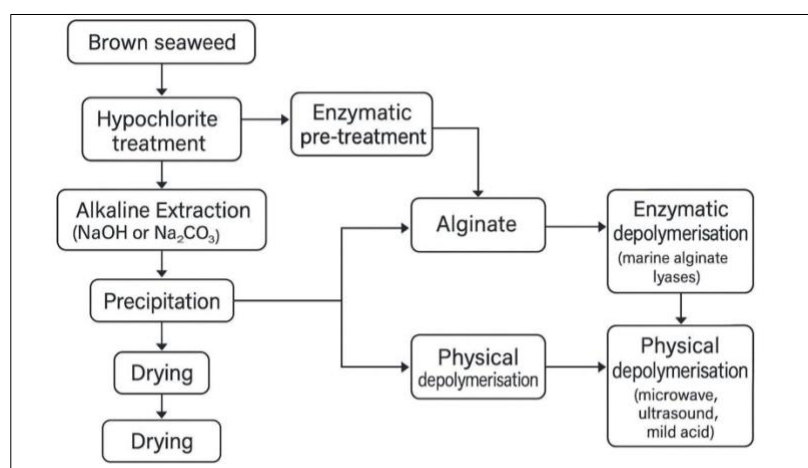 Brown seaweed
Hypochlorite
treatment
Enzymatic
pre-treatment
Alkaline Extraction
(NaOH or Na₂CO₃)
Alginate
Enzymatic
depolymerisation
(marine alginate
lyases)
Precipitation
Drying
Physical
depolymerisation
Physical
depolymerisation
(microwave,
ultrasound,
mild acid)
Drying